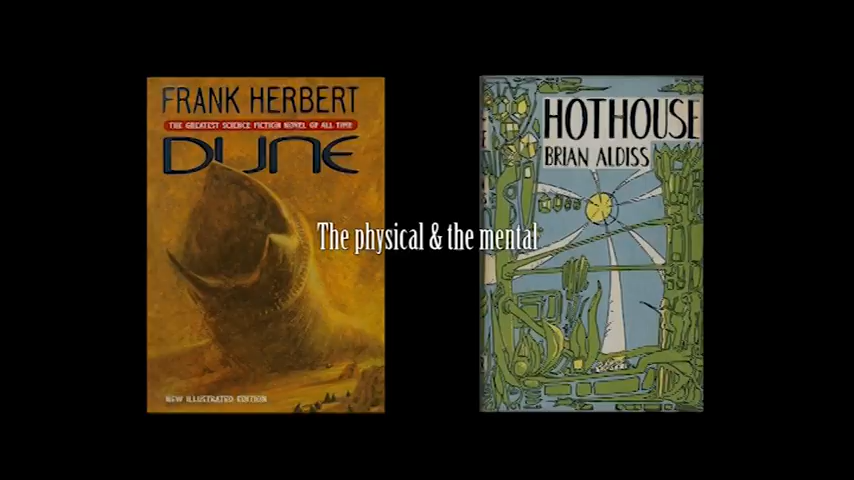 FRANK HERBERT
THE GREATEST SCIENCE FICTION NOVEL OF ALL TIME
DUNE
NEW ILLUSTRATED EDITION
The physical & the mental
HOTHOUSE
BRIAN ALDISS